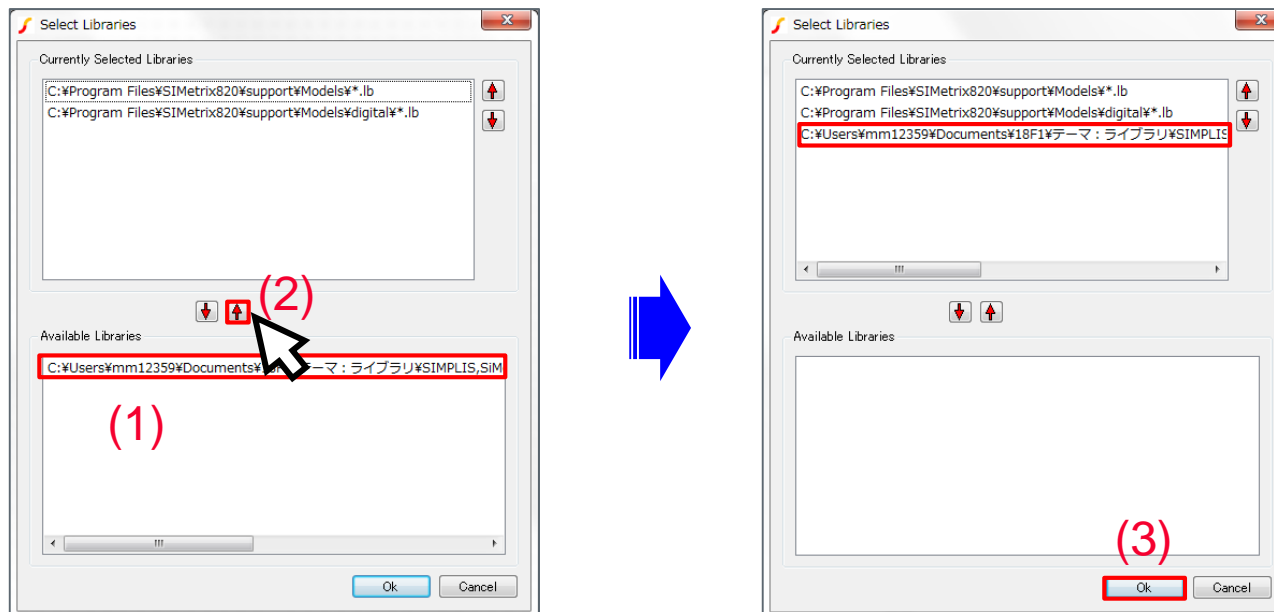 Select Libraries
Currently Selected Libraries
C:¥Program Files¥SIMetrix820¥support¥Models¥*.lb
C:¥Program Files¥SIMetrix820¥support¥Models¥digital¥*.lb
(2)
Available Libraries
C:¥Users¥mm12359¥Documents¥ テーマ：ライブラリ¥SIMPLIS,SiM
(1)
Ok
Cancel
Select Libraries
Currently Selected Libraries
C:¥Program Files¥SIMetrix820¥support¥Models¥*.lb
C:¥Program Files¥SIMetrix820¥support¥Models¥digital¥*.lb
C:¥Users¥mm12359¥Documents¥18F1¥テーマ：ライブラリ¥SIMPLIS
Available Libraries
(3)
Ok
Cancel